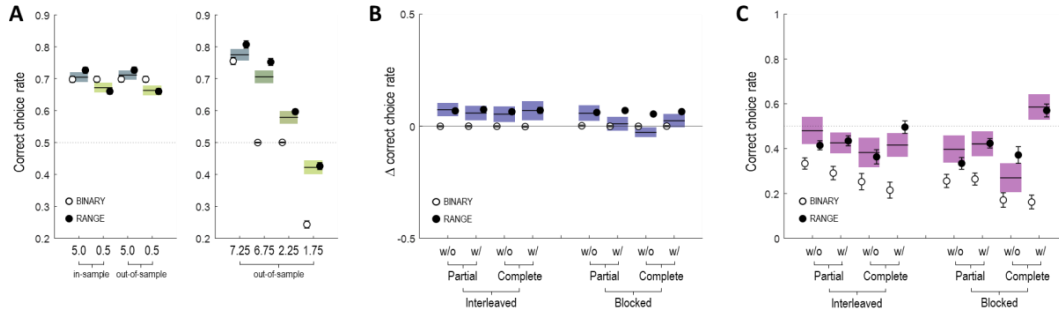 A
Correct choice rate
0.9
0.8
0.7
0.6
0.5
0.4
0.3
0.2
BINARY
RANGE
5.0 0.5 5.0 0.5
in-sample out-of-sample
0.9
0.8
0.7
0.6
0.5
0.4
0.3
0.2
7.25 6.75 2.25 1.75
out-of-sample
B
Δ correct choice rate
0.5
0
-0.5
BINARY
RANGE
w/o w/ w/o w/ w/o w/ w/o w/
Partial Complete Partial Complete
Interleaved Blocked
C
Correct choice rate
1
0.8
0.6
0.4
0.2
0
BINARY
RANGE
w/o w/ w/o w/ w/o w/ w/o w/
Partial Complete Partial Complete
Interleaved Blocked